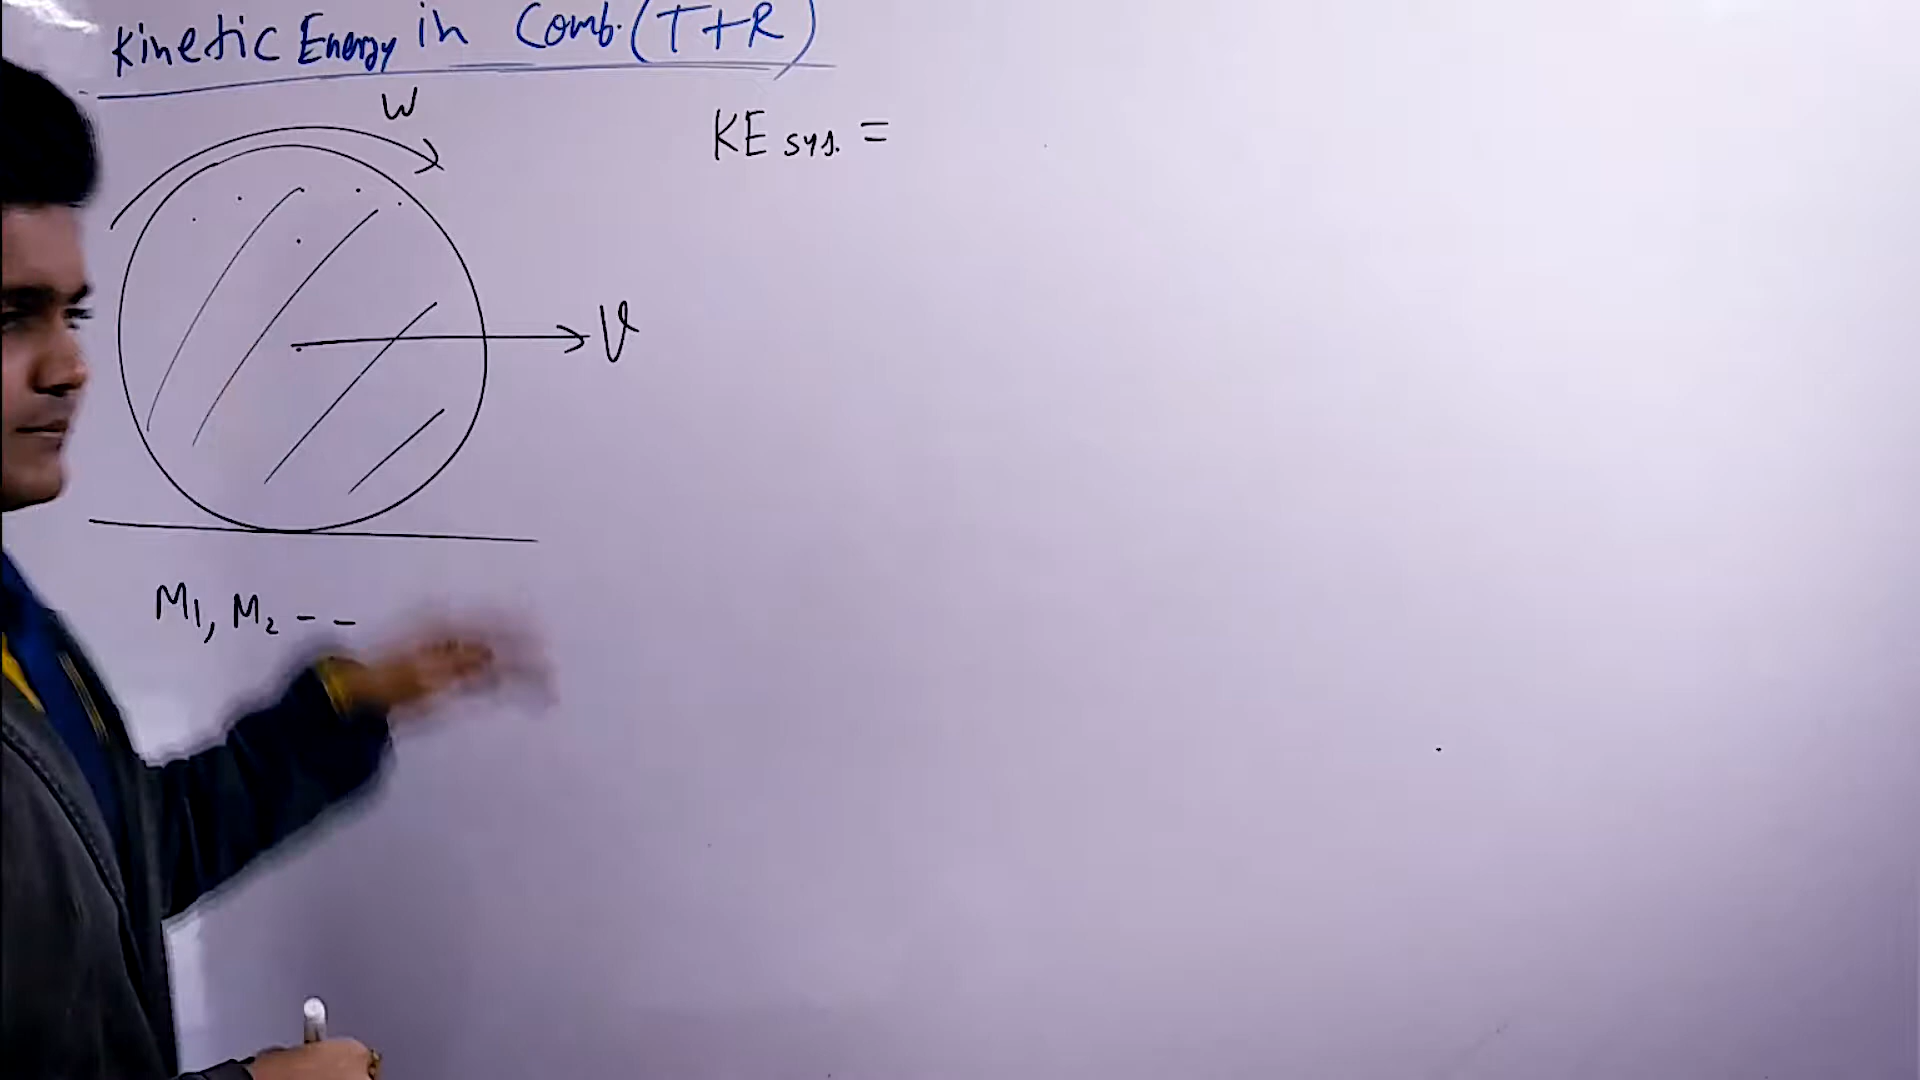 Kinetic Energy in Comb. (T+R)
W
KE sys. =
V
M1, M2 - -